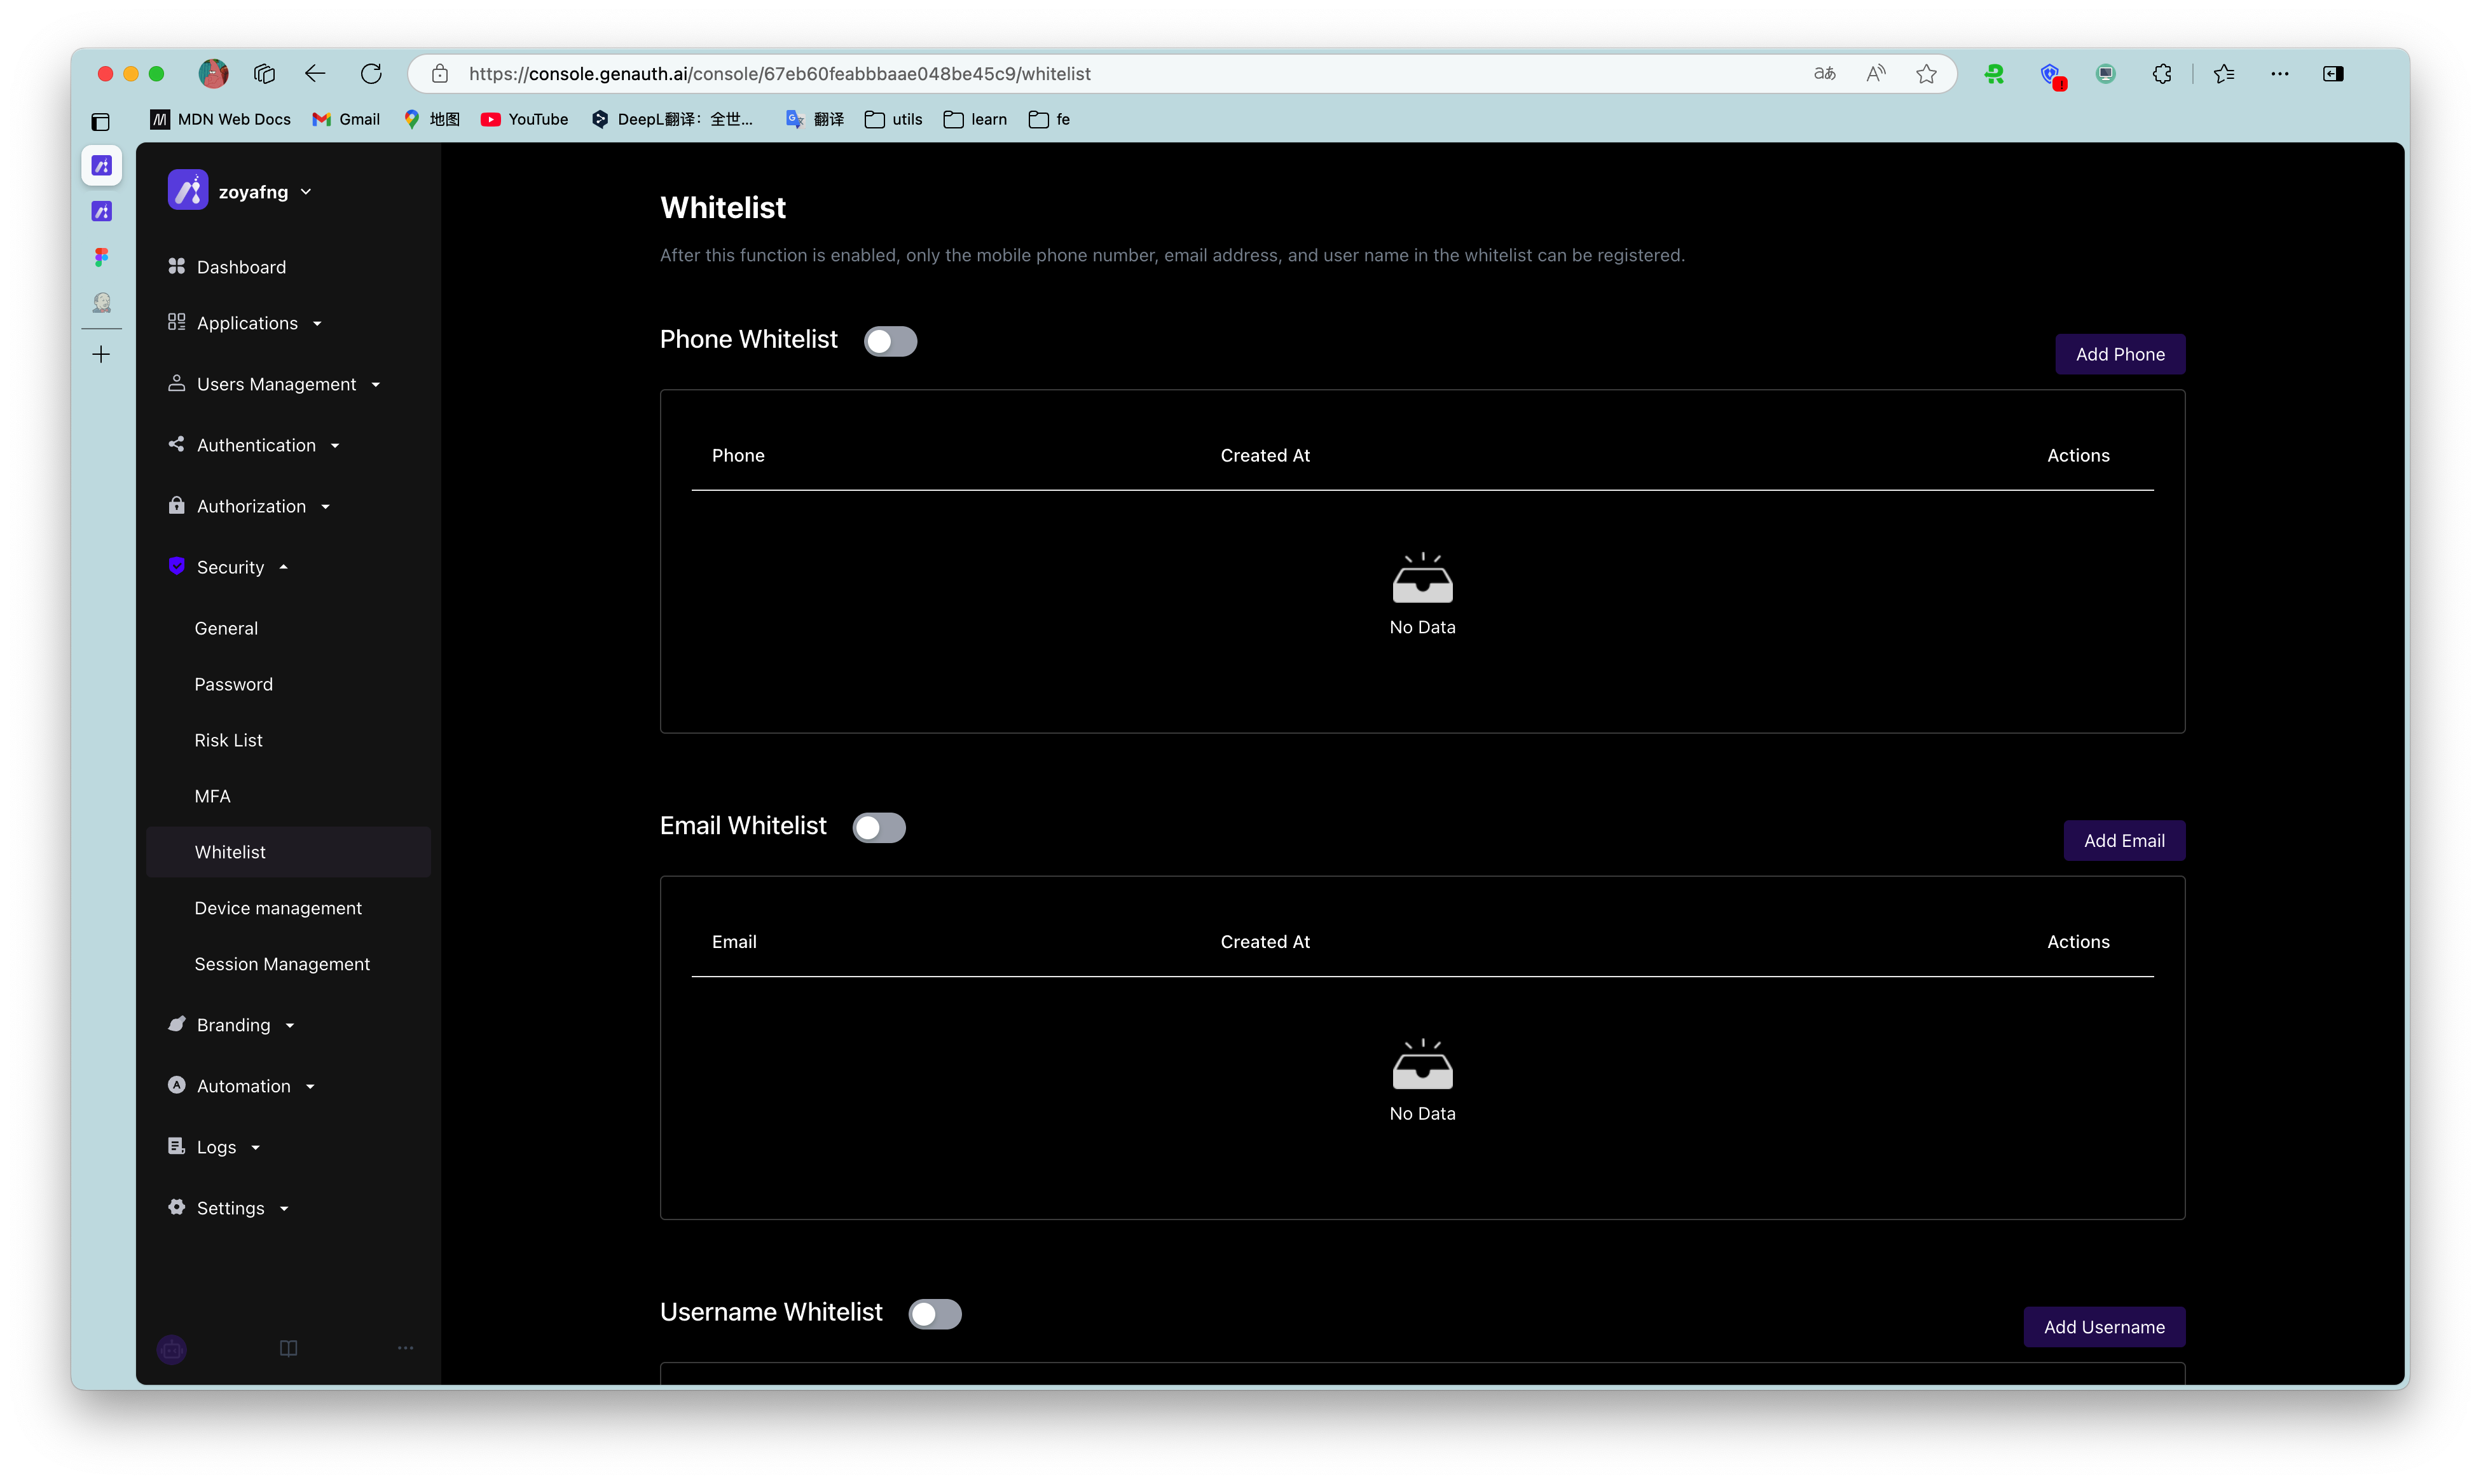 https://console.genauth.ai/console/67eb60feabbbaae048be45c9/whitelist
aあ
MDN Web Docs
Gmail
地图
YouTube
DeepL翻译：全世...
翻译
utils
learn
fe
zoyafng
Dashboard
Applications
Users Management
Authentication
Authorization
Security
General
Password
Risk List
MFA
Whitelist
Device management
Session Management
Branding
Automation
Logs
Settings
Whitelist
After this function is enabled, only the mobile phone number, email address, and user name in the whitelist can be registered.
Phone Whitelist
Add Phone
Phone Created At Actions
No Data
Email Whitelist
Add Email
Email Created At Actions
No Data
Username Whitelist
Add Username